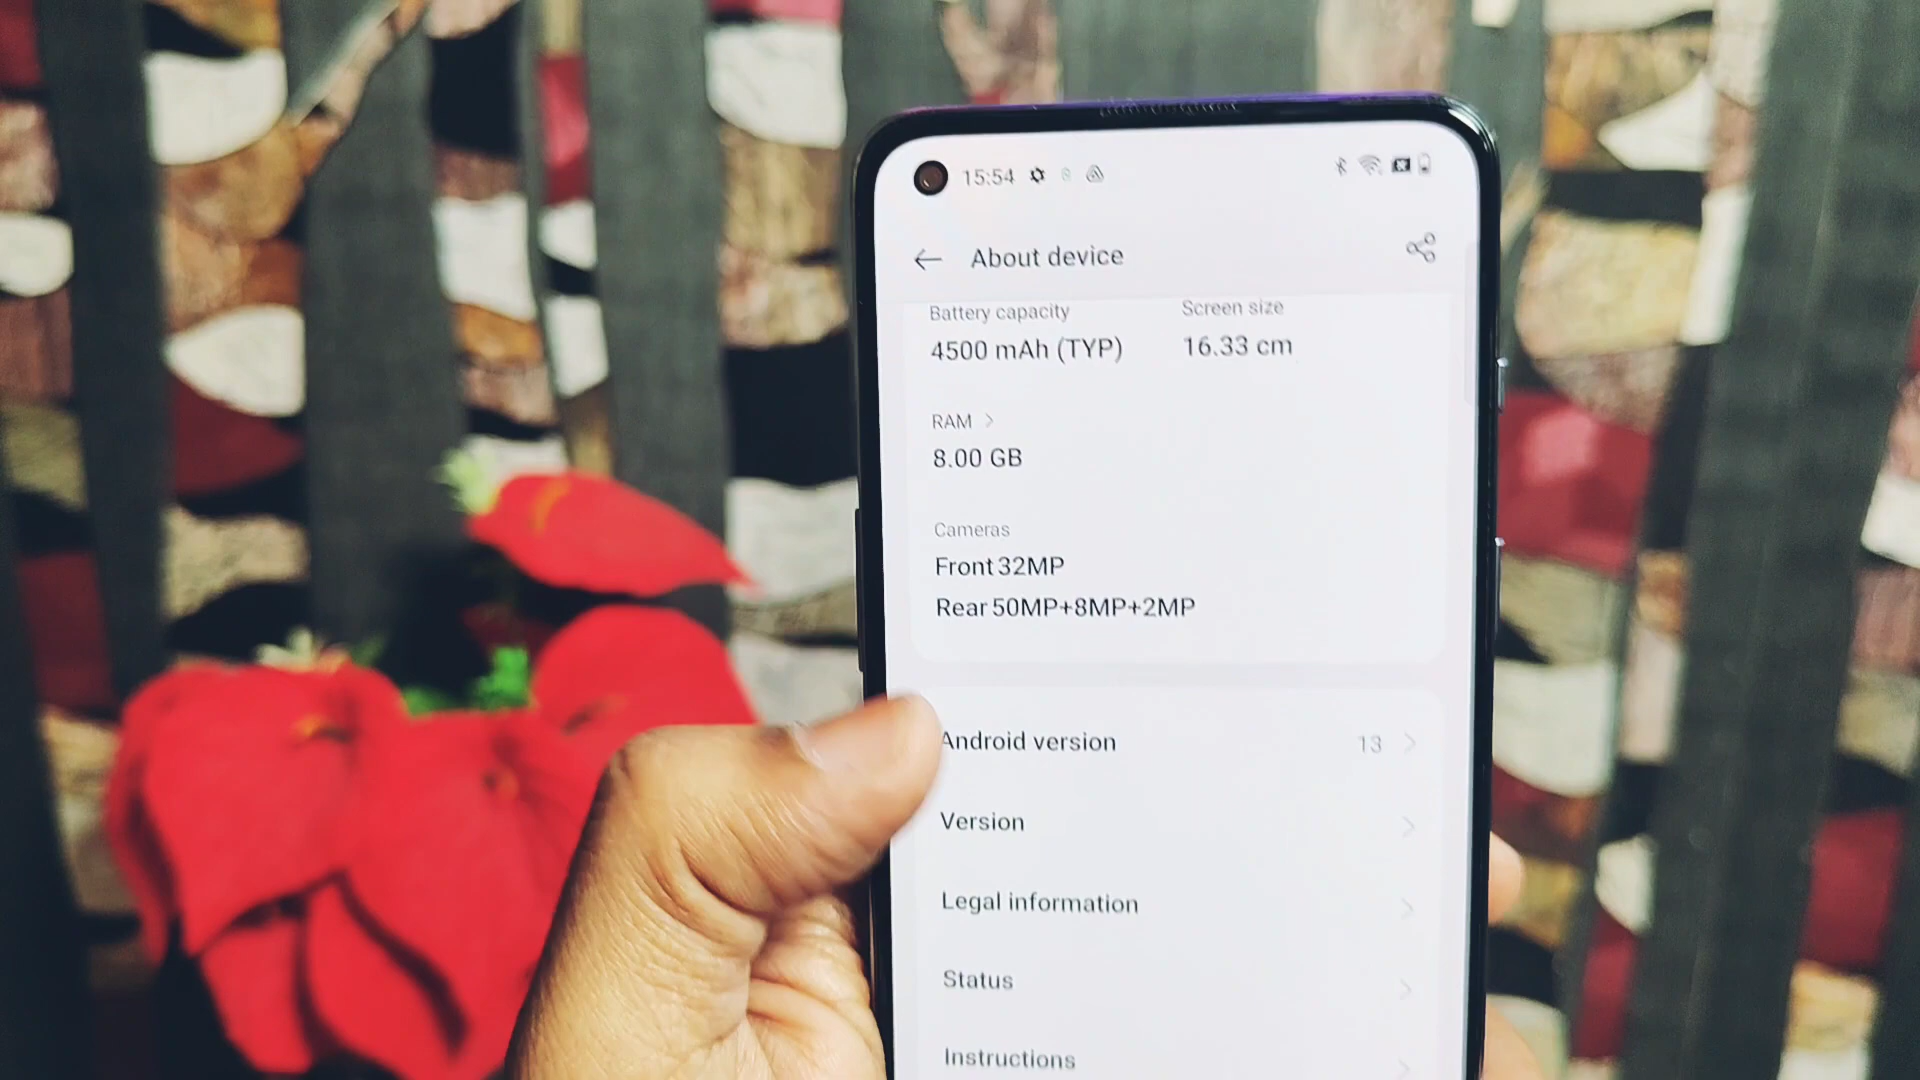 15:54
About device
Battery capacity
4500 mAh (TYP)
Screen size
16.33 cm
RAM
8.00 GB
Cameras
Front 32MP
Rear 50MP+8MP+2MP
Android version 13
Version
Legal information
Status
Instructions